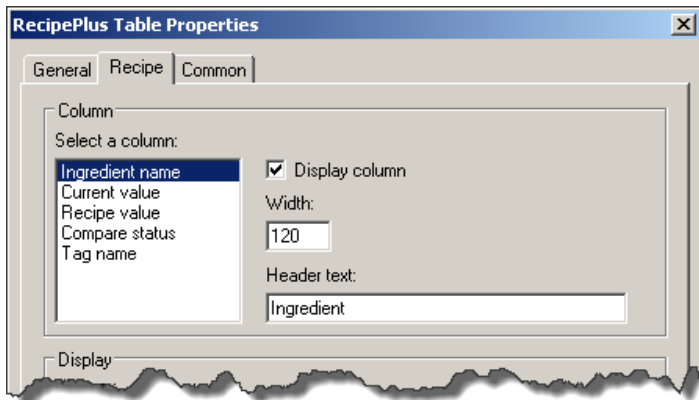 RecipePlus Table Properties
General Recipe Common
Column
Select a column:
Ingredient name
Current value
Recipe value
Compare status
Tag name
Display column
Width:
120
Header text:
Ingredient
Display